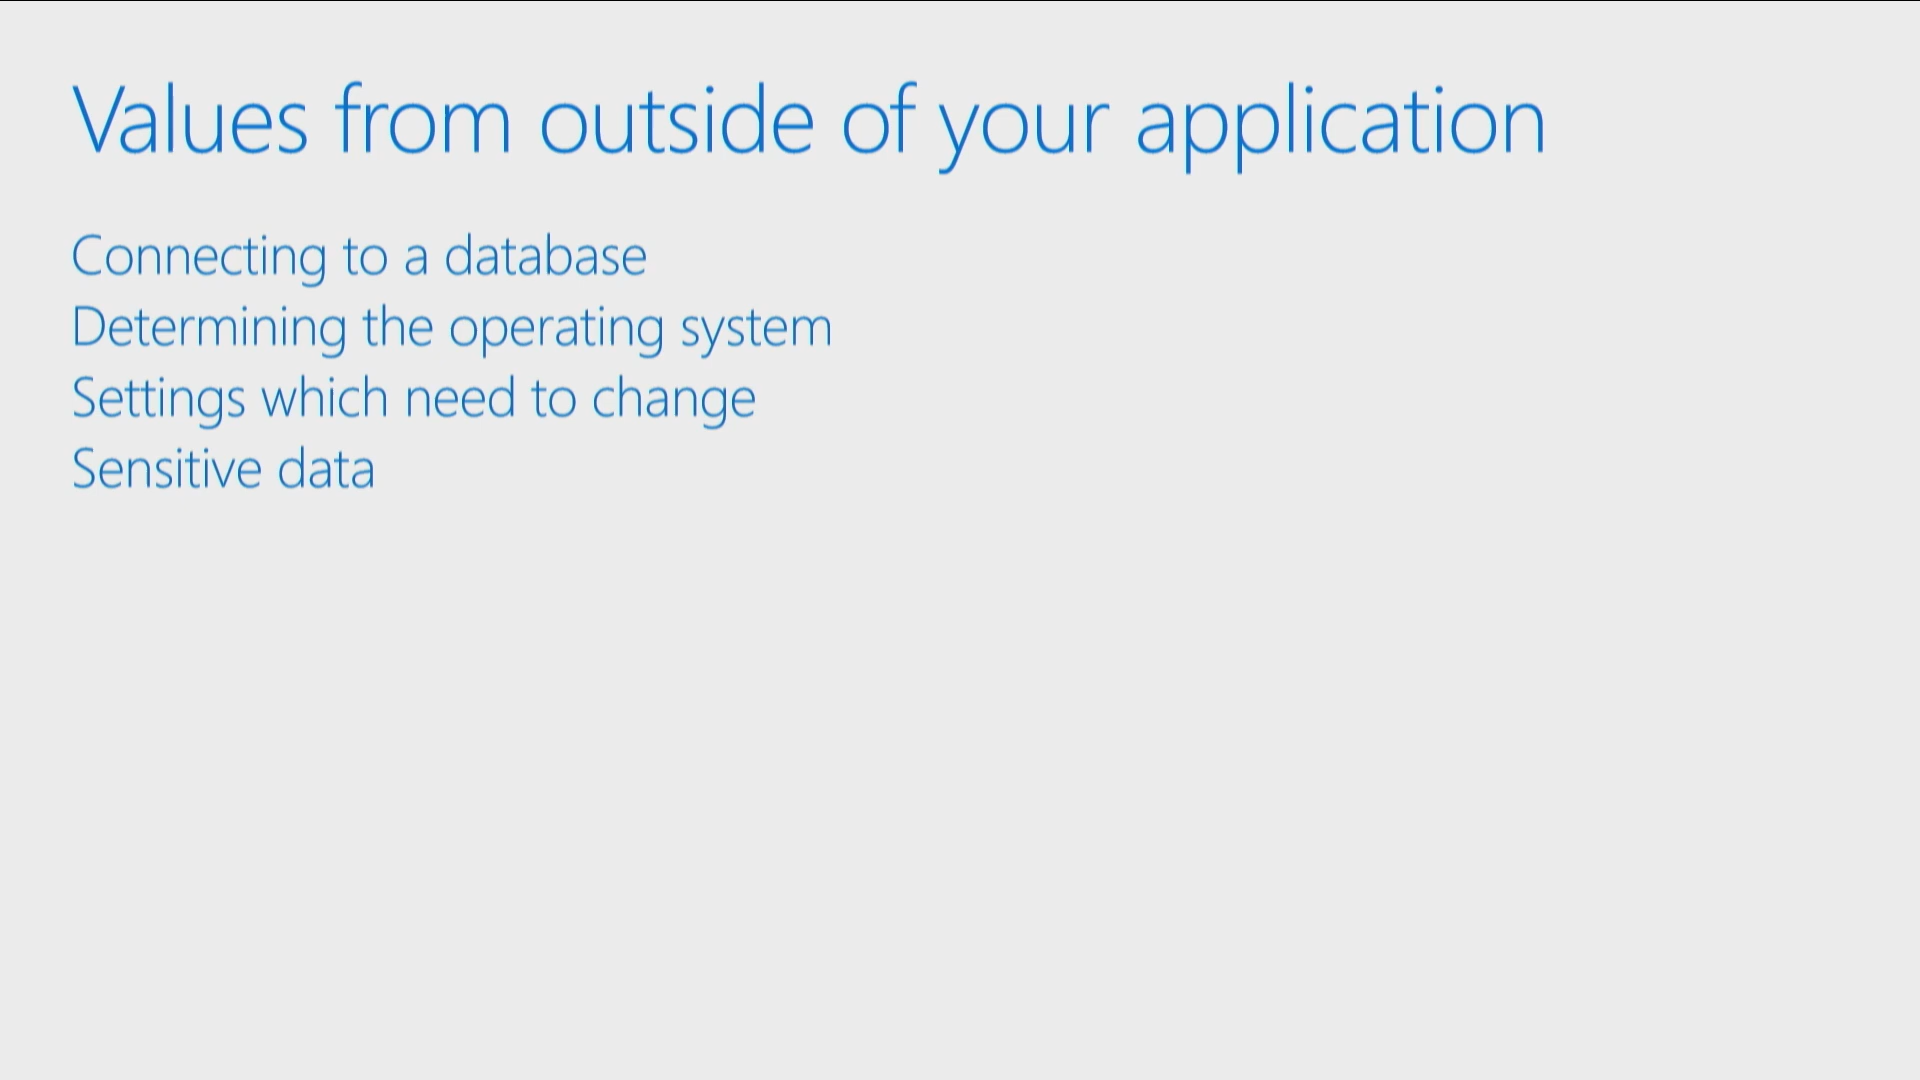 Values from outside of your application
Connecting to a database
Determining the operating system
Settings which need to change
Sensitive data